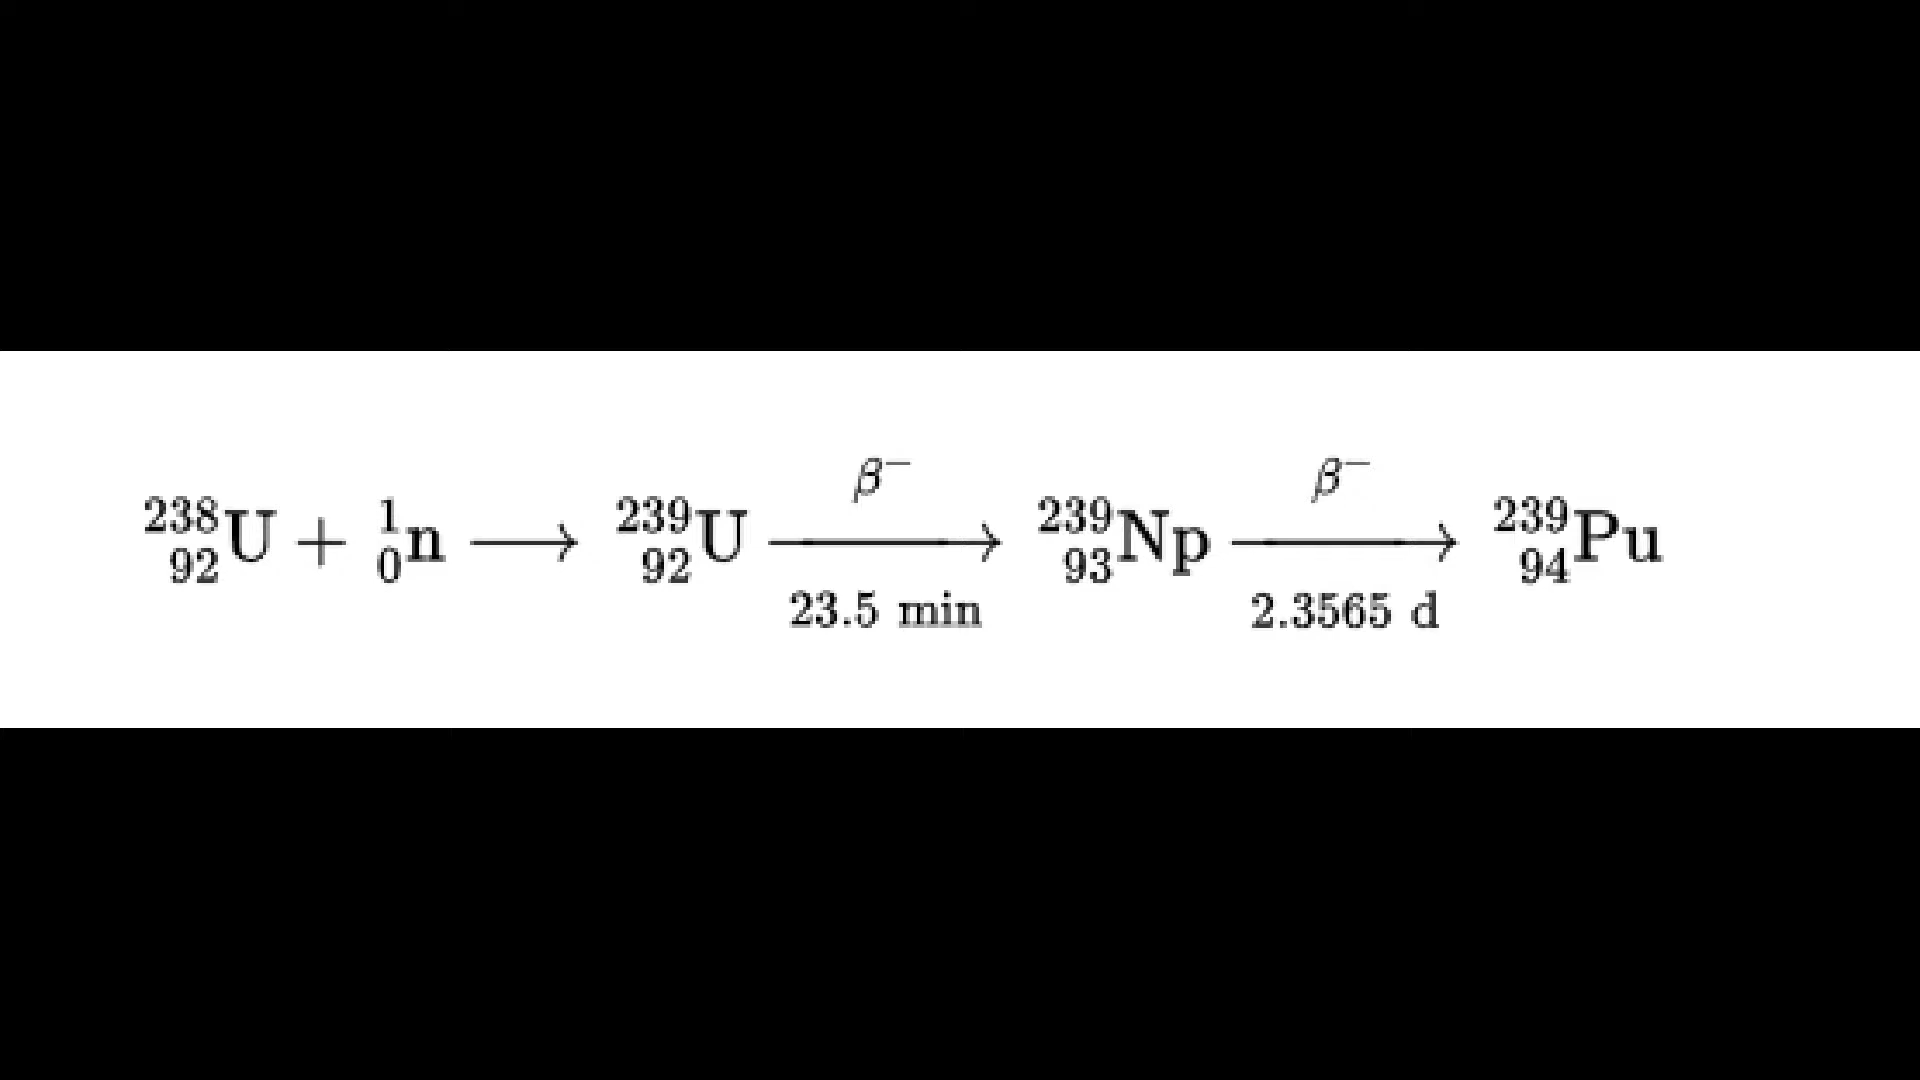 ²³⁸₉₂U + ¹₀n ⟶ ²³⁹₉₂U —β⁻→ ²³⁹₉₃Np —β⁻→ ²³⁹₉₄Pu
23.5 min 2.3565 d